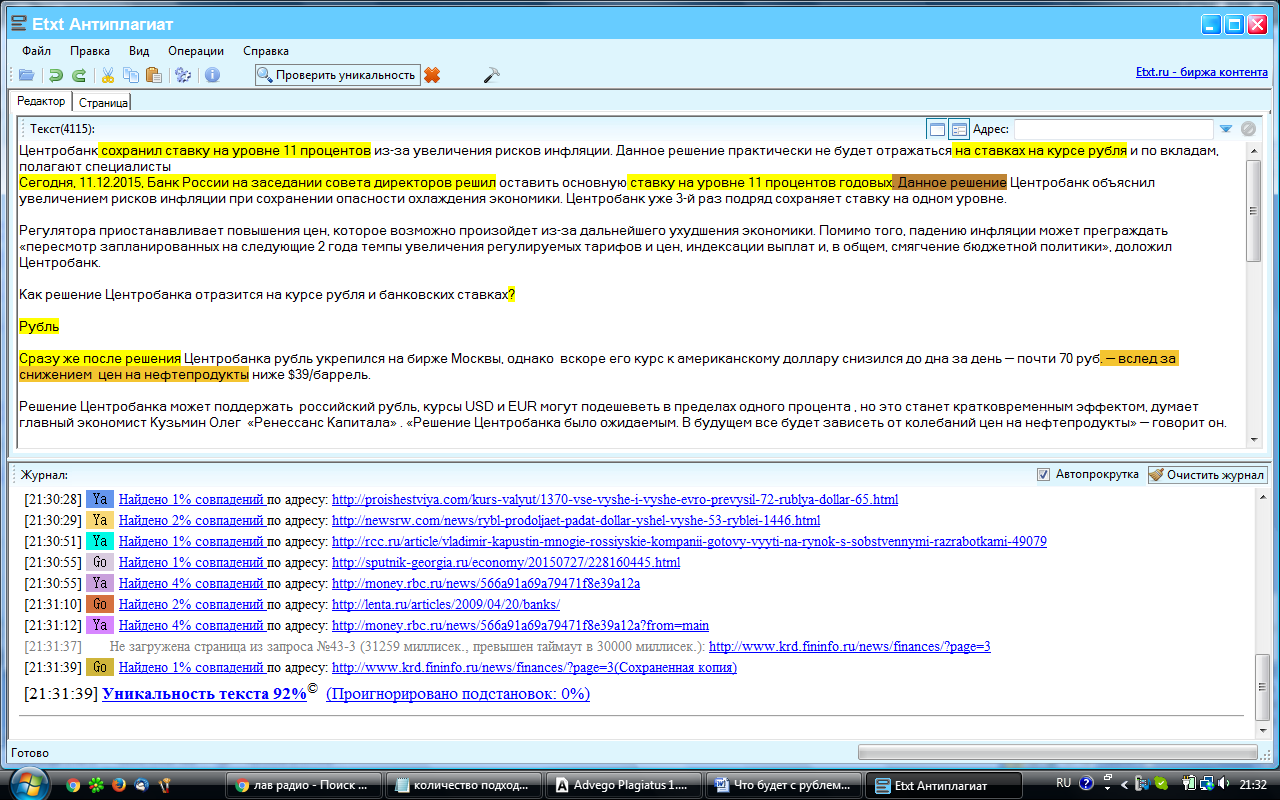 Etxt Антиплагиат
Файл Правка Вид Операции Справка
Проверить уникальность
Etxt.ru - биржа контента
Редактор Страница
Текст(4115): Адрес:
Центробанк сохранил ставку на уровне 11 процентов из-за увеличения рисков инфляции. Данное решение практически не будет отражаться на ставках на курсе рубля и по вкладам,
полагают специалисты
Сегодня, 11.12.2015, Банк России на заседании совета директоров решил оставить основную ставку на уровне 11 процентов годовых. Данное решение Центробанк объяснил
увеличением рисков инфляции при сохранении опасности охлаждения экономики. Центробанк уже 3-й раз подряд сохраняет ставку на одном уровне.
Регулятора приостанавливает повышения цен, которое возможно произойдет из-за дальнейшего ухудшения экономики. Помимо того, падению инфляции может преграждать
«пересмотр запланированных на следующие 2 года темпы увеличения регулируемых тарифов и цен, индексации выплат и, в общем, смягчение бюджетной политики», доложил
Центробанк.
Как решение Центробанка отразится на курсе рубля и банковских ставках?
Рубль
Сразу же после решения Центробанка рубль укрепился на бирже Москвы, однако  вскоре его курс к американскому доллару снизился до дна за день — почти 70 руб. — вслед за
снижением  цен на нефтепродукты ниже $39/баррель.
Решение Центробанка может поддержать  российский рубль, курсы USD и EUR могут подешеветь в пределах одного процента , но это станет кратковременным эффектом, думает
главный экономист Кузьмин Олег  «Ренессанс Капитала» . «Решение Центробанка было ожидаемым. В будущем все будет зависеть от колебаний цен на нефтепродукты» — говорит он.
Журнал: Автопрокрутка Очистить журнал
[21:30:28] Ya Найдено 1% совпадений по адресу: http://proishestviya.com/kurs-valyut/1370-vse-vyshe-i-vyshe-evro-prevysil-72-rublya-dollar-65.html
[21:30:29] Ya Найдено 2% совпадений по адресу: http://newsrw.com/news/rybl-prodoljaet-padat-dollar-yshel-vyshe-53-ryblei-1446.html
[21:30:51] Ya Найдено 1% совпадений по адресу: http://rcc.ru/article/vladimir-kapustin-mnogie-rossiyskie-kompanii-gotovy-vyyti-na-rynok-s-sobstvennymi-razrabotkami-49079
[21:30:55] Go Найдено 1% совпадений по адресу: http://sputnik-georgia.ru/economy/20150727/228160445.html
[21:30:55] Ya Найдено 4% совпадений по адресу: http://money.rbc.ru/news/566a91a69a79471f8e39a12a
[21:31:10] Go Найдено 2% совпадений по адресу: http://lenta.ru/articles/2009/04/20/banks/
[21:31:12] Ya Найдено 4% совпадений по адресу: http://money.rbc.ru/news/566a91a69a79471f8e39a12a?from=main
[21:31:37] Не загружена страница из запроса №43-3 (31259 миллисек., превышен таймаут в 30000 миллисек.): http://www.krd.fininfo.ru/news/finances/?page=3
[21:31:39] Go Найдено 1% совпадений по адресу: http://www.krd.fininfo.ru/news/finances/?page=3(Сохраненная копия)
[21:31:39] Уникальность текста 92%© (Проигнорировано подстановок: 0%)
Готово
лав радио - Поиск ... количество подход... Advego Plagiatus 1.... Что будет с рублем... Etxt Антиплагиат RU 21:32